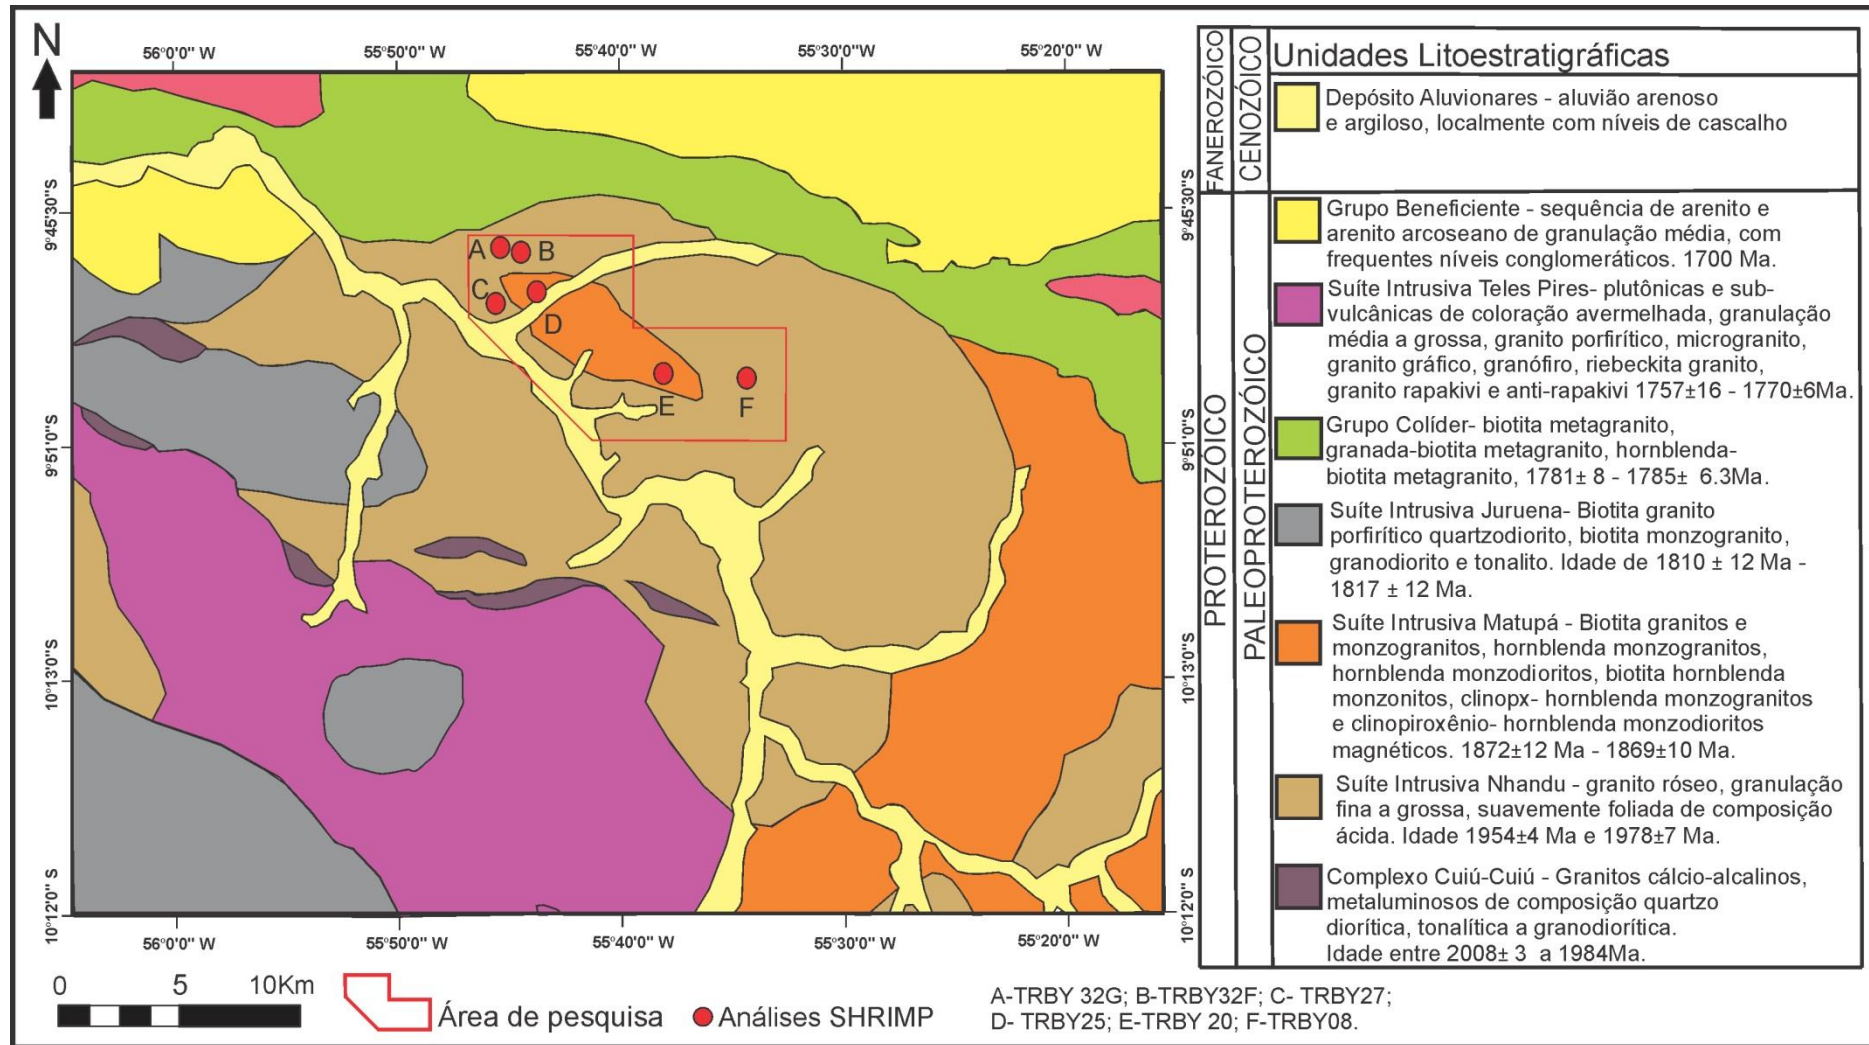 N
56°0'0" W
55°50'0" W
55°40'0" W
55°30'0" W
55°20'0" W
9°45'30"S
9°51'0"S
10°13'0"S
10°12'0" S
9°45'30"S
9°51'0"S
10°13'0"S
10°12'0" S
A
B
C
D
E
F
56°0'0" W
55°50'0" W
55°40'0" W
55°30'0" W
55°20'0" W
0 5 10Km
Área de pesquisa
Análises SHRIMP
A-TRBY 32G; B-TRBY32F; C- TRBY27;
D- TRBY25; E-TRBY 20; F-TRBY08.
FANEROZÓICO
CENOZÓICO
PROTEROZÓICO
PALEOPROTEROZÓICO
Unidades Litoestratigráficas
Depósito Aluvionares - aluvião arenoso
e argiloso, localmente com níveis de cascalho
Grupo Beneficiente - sequência de arenito e
arenito arcoseano de granulação média, com
frequentes níveis conglomeráticos. 1700 Ma.
Suíte Intrusiva Teles Pires- plutônicas e sub-
vulcânicas de coloração avermelhada, granulação
média a grossa, granito porfirítico, microgranito,
granito gráfico, granófiro, riebeckita granito,
granito rapakivi e anti-rapakivi 1757±16 - 1770±6Ma.
Grupo Colíder- biotita metagranito,
granada-biotita metagranito, hornblenda-
biotita metagranito, 1781± 8 - 1785± 6.3Ma.
Suíte Intrusiva Juruena- Biotita granito
porfirítico quartzodiorito, biotita monzogranito,
granodiorito e tonalito. Idade de 1810 ± 12 Ma -
1817 ± 12 Ma.
Suíte Intrusiva Matupá - Biotita granitos e
monzogranitos, hornblenda monzogranitos,
hornblenda monzodioritos, biotita hornblenda
monzonitos, clinopx- hornblenda monzogranitos
e clinopiroxênio- hornblenda monzodioritos
magnéticos. 1872±12 Ma - 1869±10 Ma.
Suíte Intrusiva Nhandu - granito róseo, granulação
fina a grossa, suavemente foliada de composição
ácida. Idade 1954±4 Ma e 1978±7 Ma.
Complexo Cuiú-Cuiú - Granitos cálcio-alcalinos,
metaluminosos de composição quartzo
diorítica, tonalítica a granodiorítica.
Idade entre 2008± 3 a 1984Ma.